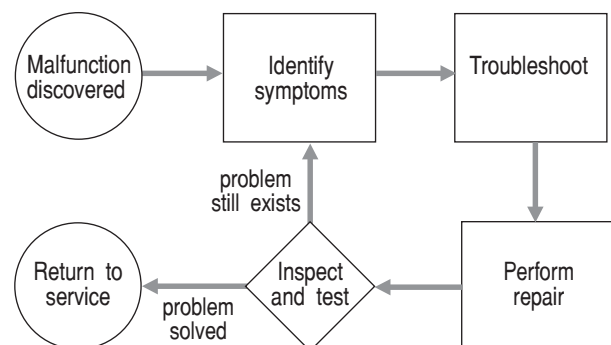 Malfunction
discovered
Identify
symptoms
Troubleshoot
problem
still exists
Return to
service
problem
solved
Inspect
and test
Perform
repair